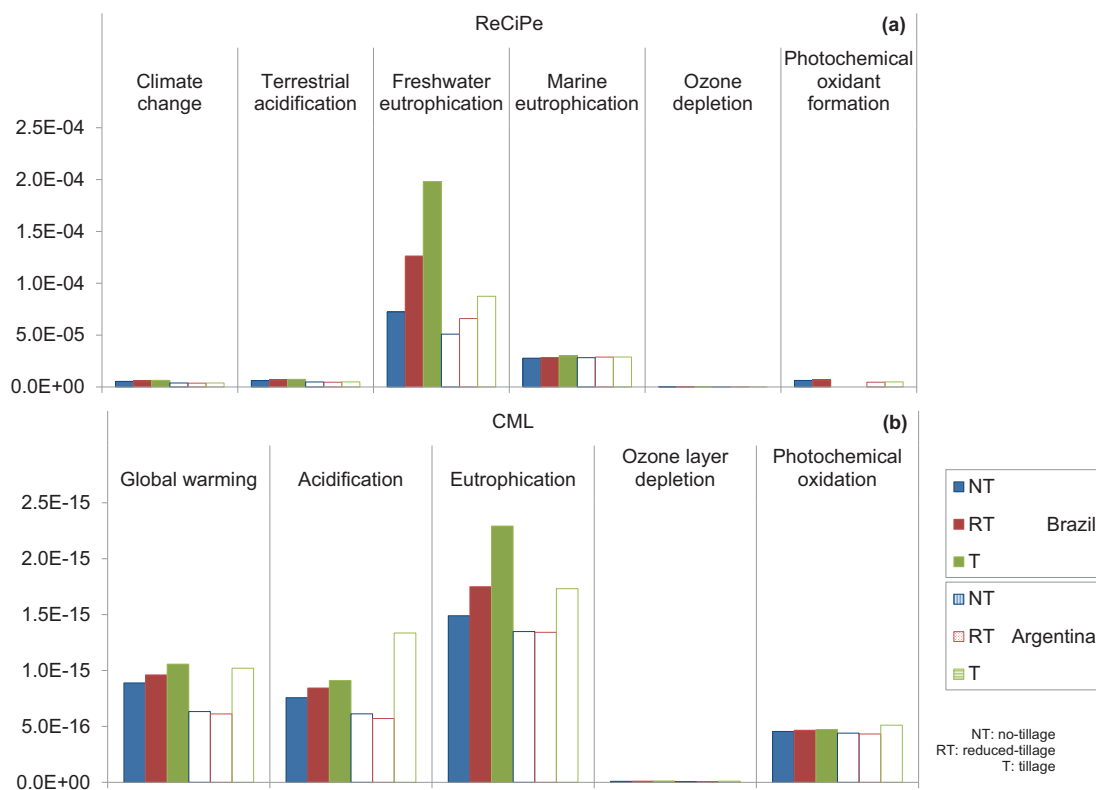 ReCiPe
(a)
Climate
change
Terrestrial
acidification
Freshwater
eutrophication
Marine
eutrophication
Ozone
depletion
Photochemical
oxidant
formation
2.5E-04
2.0E-04
1.5E-04
1.0E-04
5.0E-05
0.0E+00
CML
(b)
Global warming
Acidification
Eutrophication
Ozone layer
depletion
Photochemical
oxidation
2.5E-15
2.0E-15
1.5E-15
1.0E-15
5.0E-16
0.0E+00
NT
RT Brazil
T
NT
RT Argentina
T
NT: no-tillage
RT: reduced-tillage
T: tillage